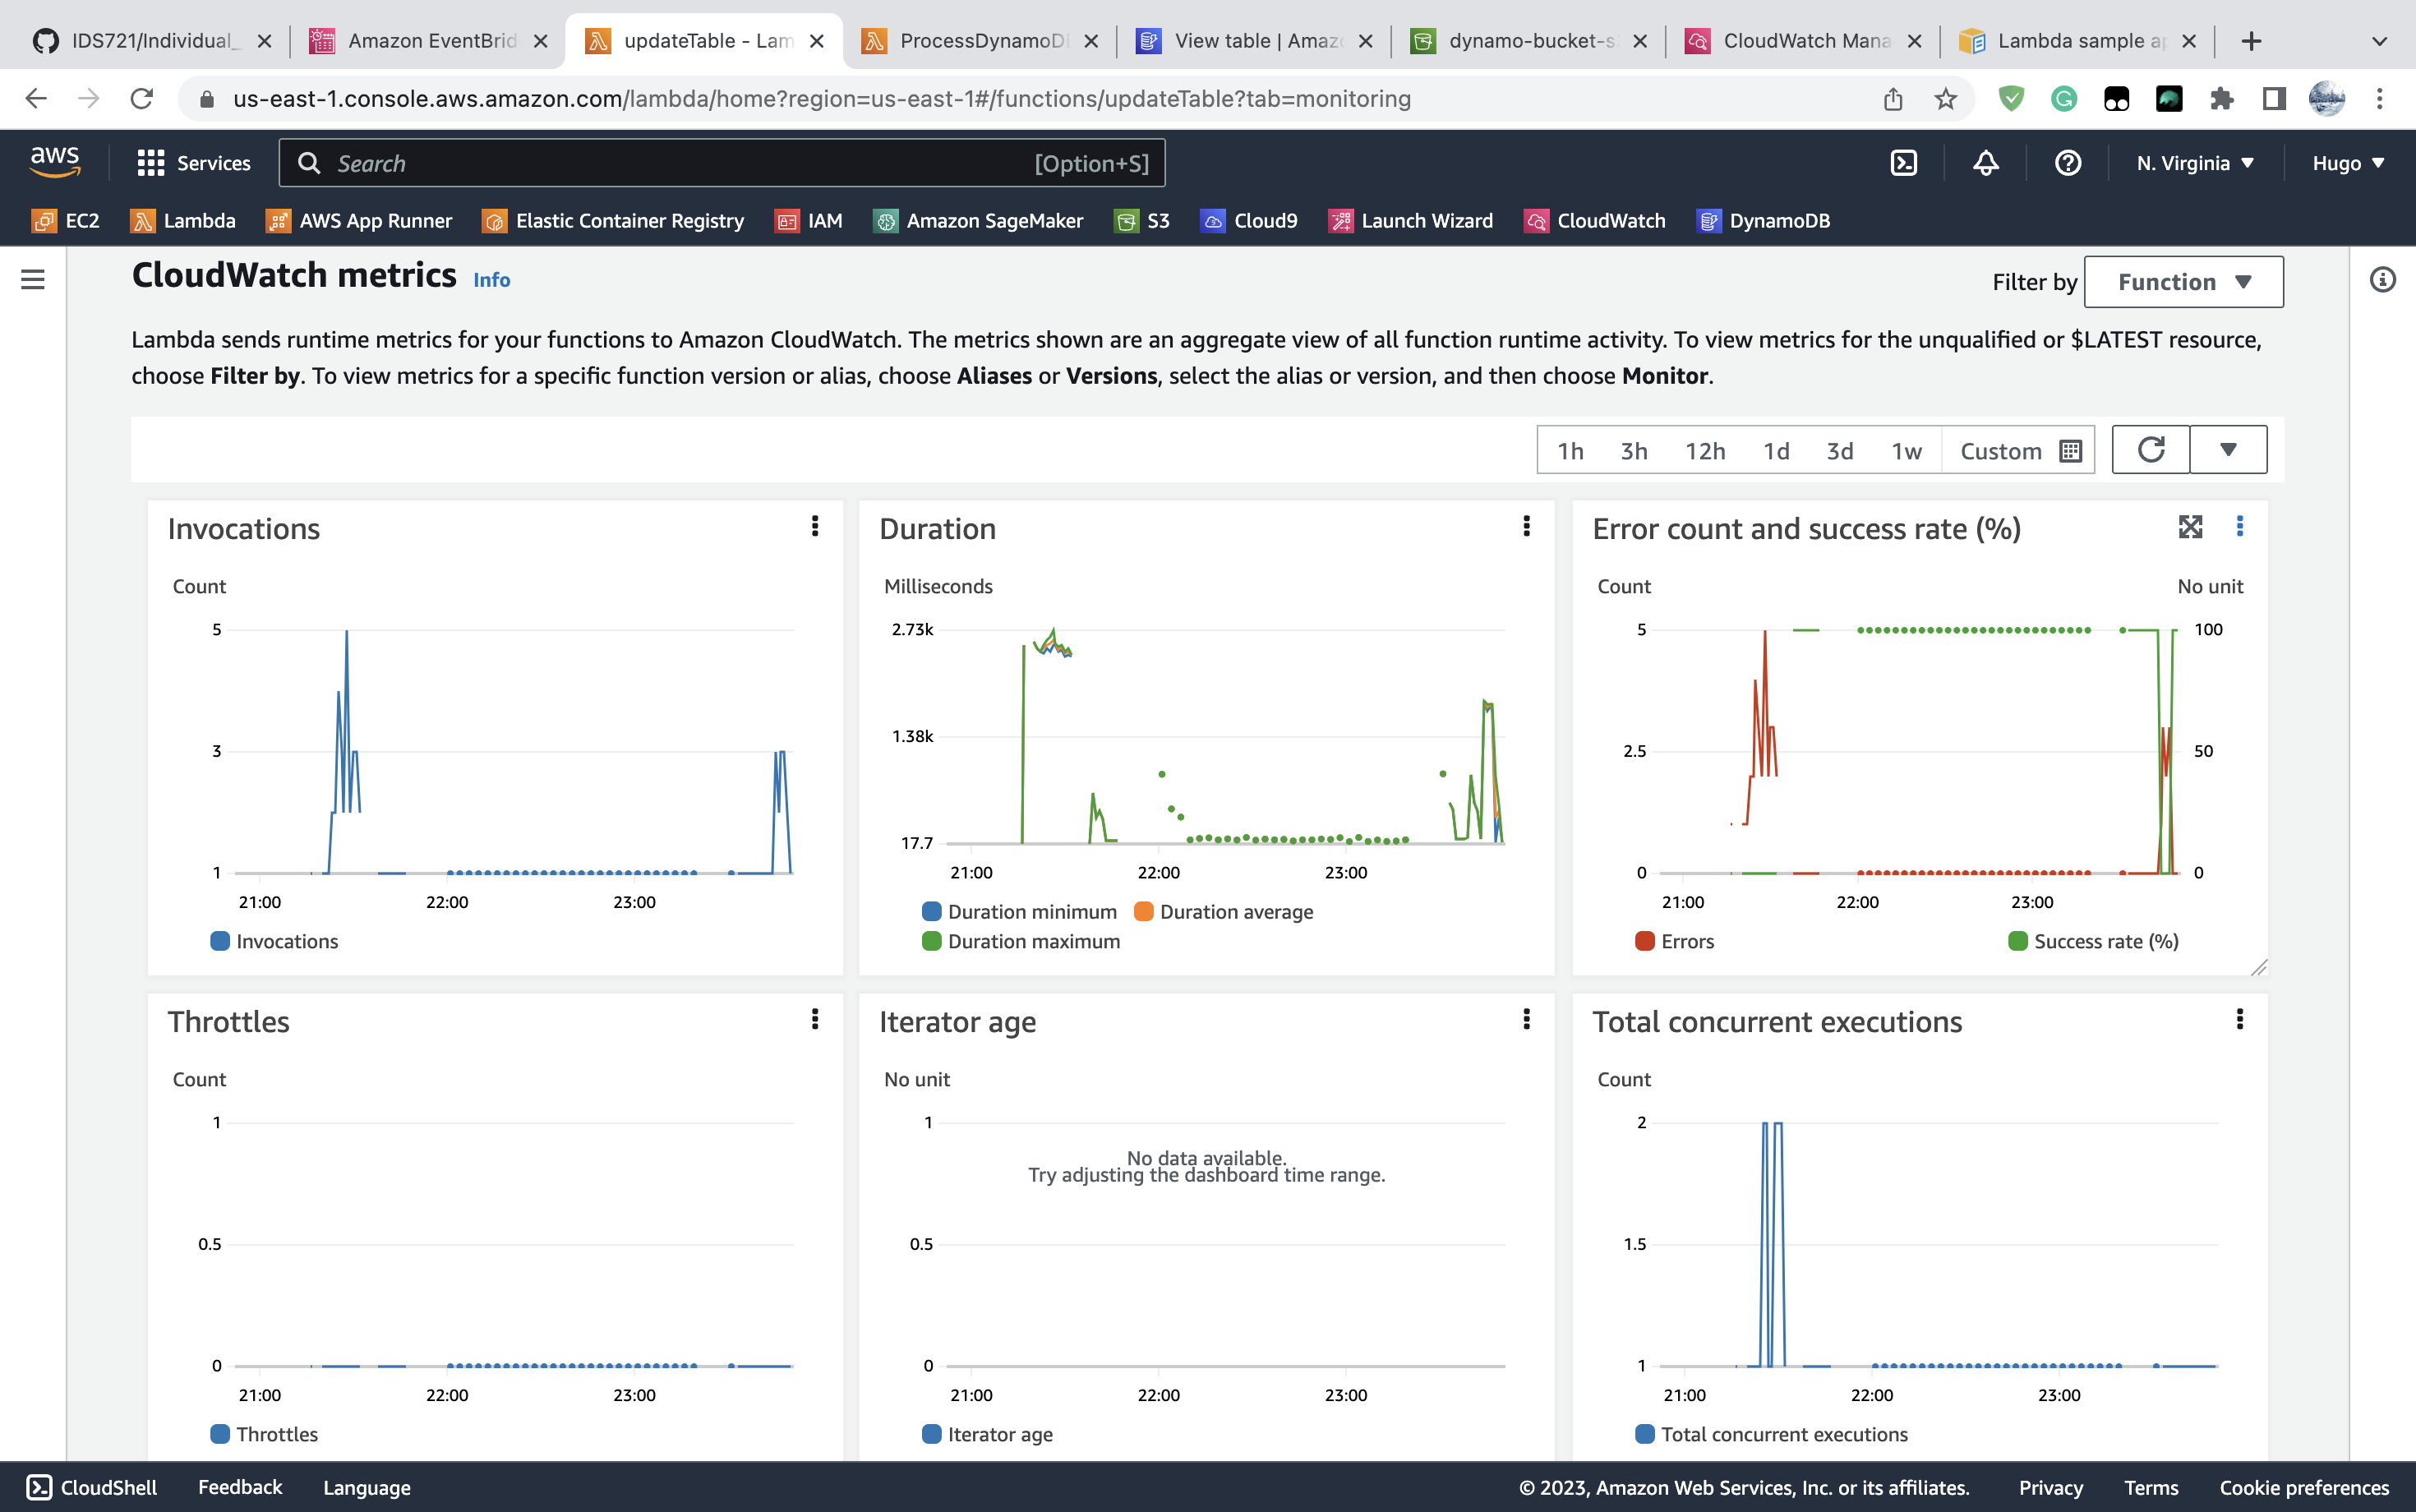 IDS721/Individual_
Amazon EventBrid
updateTable - Lam
ProcessDynamoD
View table | Amaz
dynamo-bucket-s
CloudWatch Mana
Lambda sample ap
us-east-1.console.aws.amazon.com/lambda/home?region=us-east-1#/functions/updateTable?tab=monitoring
aws
Services
Search
[Option+S]
N. Virginia
Hugo
EC2
Lambda
AWS App Runner
Elastic Container Registry
IAM
Amazon SageMaker
S3
Cloud9
Launch Wizard
CloudWatch
DynamoDB
CloudWatch metrics Info
Filter by
Function
Lambda sends runtime metrics for your functions to Amazon CloudWatch. The metrics shown are an aggregate view of all function runtime activity. To view metrics for the unqualified or $LATEST resource,
choose Filter by. To view metrics for a specific function version or alias, choose Aliases or Versions, select the alias or version, and then choose Monitor.
1h 3h 12h 1d 3d 1w Custom
Invocations
Count
5
3
1
21:00 22:00 23:00
Invocations
Duration
Milliseconds
2.73k
1.38k
17.7
21:00 22:00 23:00
Duration minimum Duration average
Duration maximum
Error count and success rate (%)
Count No unit
5 100
2.5 50
0 0
21:00 22:00 23:00
Errors Success rate (%)
Throttles
Count
1
0.5
0
21:00 22:00 23:00
Throttles
Iterator age
No unit
1
No data available.
Try adjusting the dashboard time range.
0.5
0
21:00 22:00 23:00
Iterator age
Total concurrent executions
Count
2
1.5
1
21:00 22:00 23:00
Total concurrent executions
CloudShell
Feedback
Language
© 2023, Amazon Web Services, Inc. or its affiliates.
Privacy
Terms
Cookie preferences